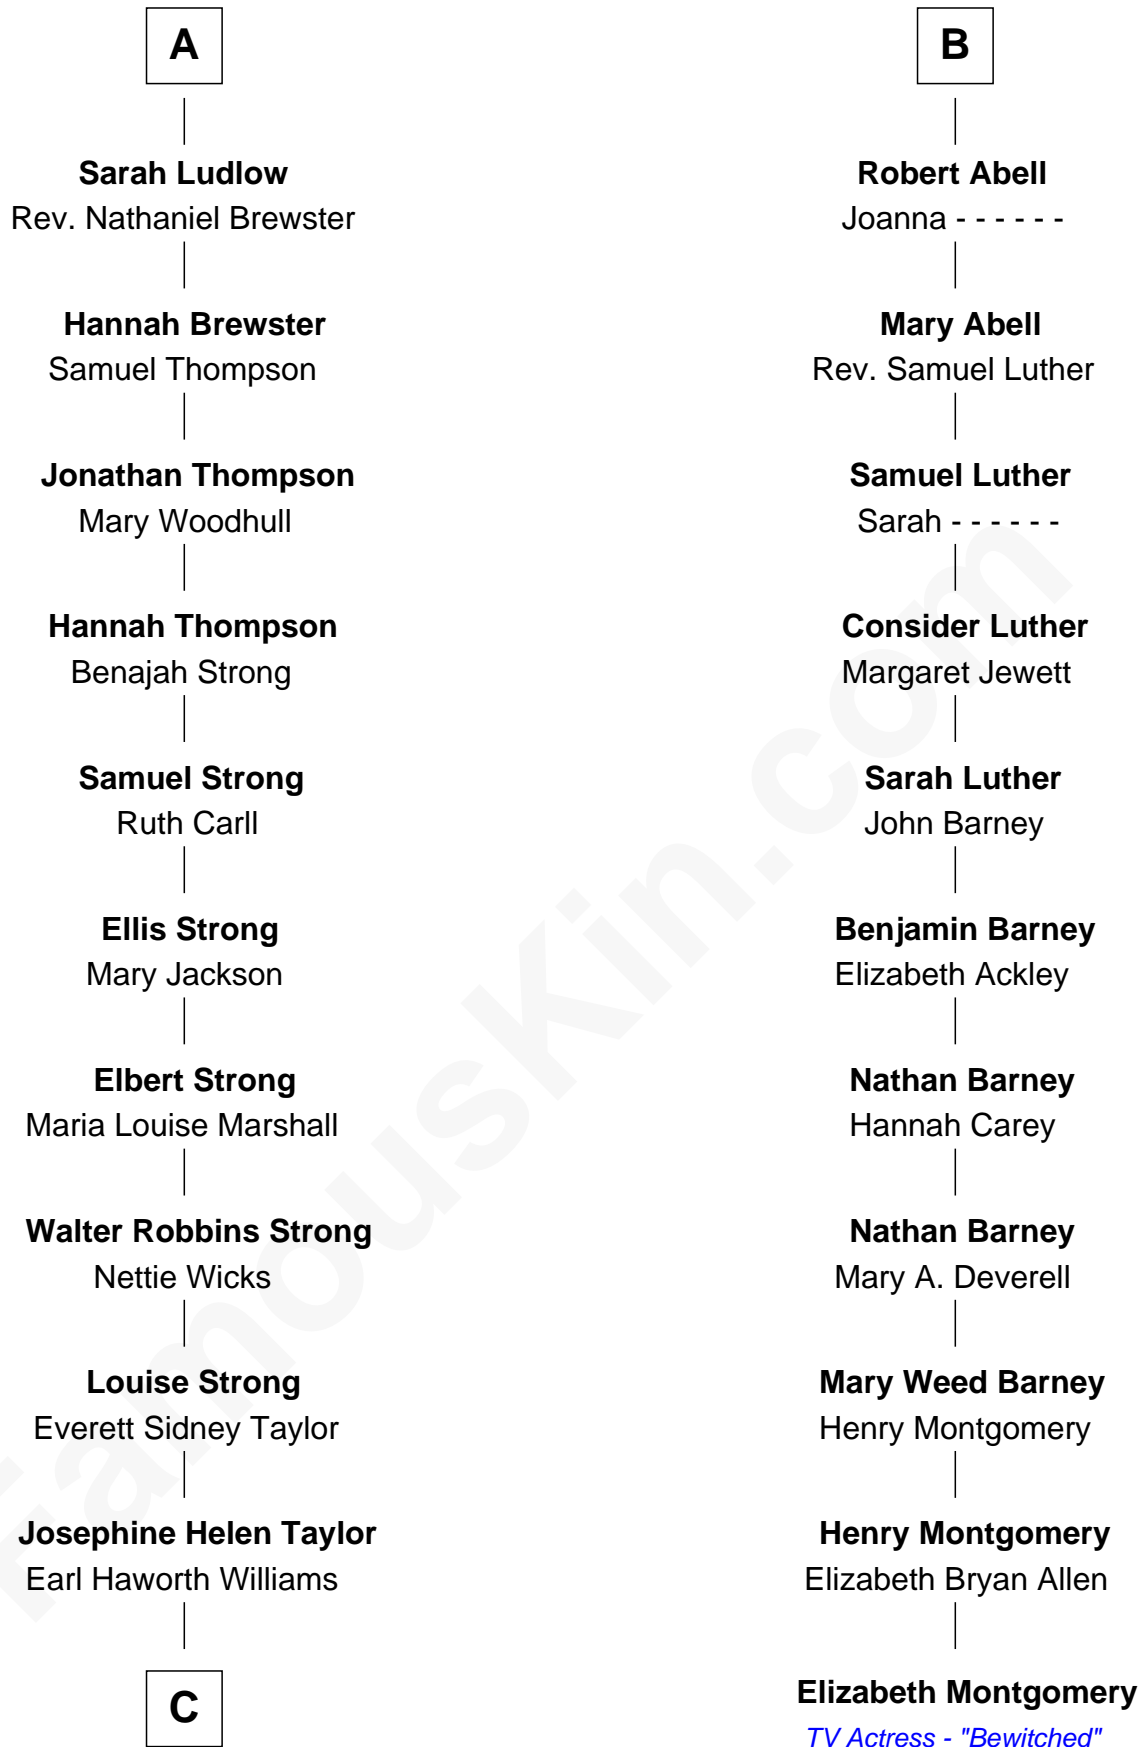 A
Sarah Ludlow
Rev. Nathaniel Brewster
Hannah Brewster
Samuel Thompson
Jonathan Thompson
Mary Woodhull
Hannah Thompson
Benajah Strong
Samuel Strong
Ruth Carll
Ellis Strong
Mary Jackson
Elbert Strong
Maria Louise Marshall
Walter Robbins Strong
Nettie Wicks
Louise Strong
Everett Sidney Taylor
Josephine Helen Taylor
Earl Haworth Williams
C
B
Robert Abell
Joanna - - - - - -
Mary Abell
Rev. Samuel Luther
Samuel Luther
Sarah - - - - - -
Consider Luther
Margaret Jewett
Sarah Luther
John Barney
Benjamin Barney
Elizabeth Ackley
Nathan Barney
Hannah Carey
Nathan Barney
Mary A. Deverell
Mary Weed Barney
Henry Montgomery
Henry Montgomery
Elizabeth Bryan Allen
Elizabeth Montgomery
TV Actress - "Bewitched"
FamousKin.com